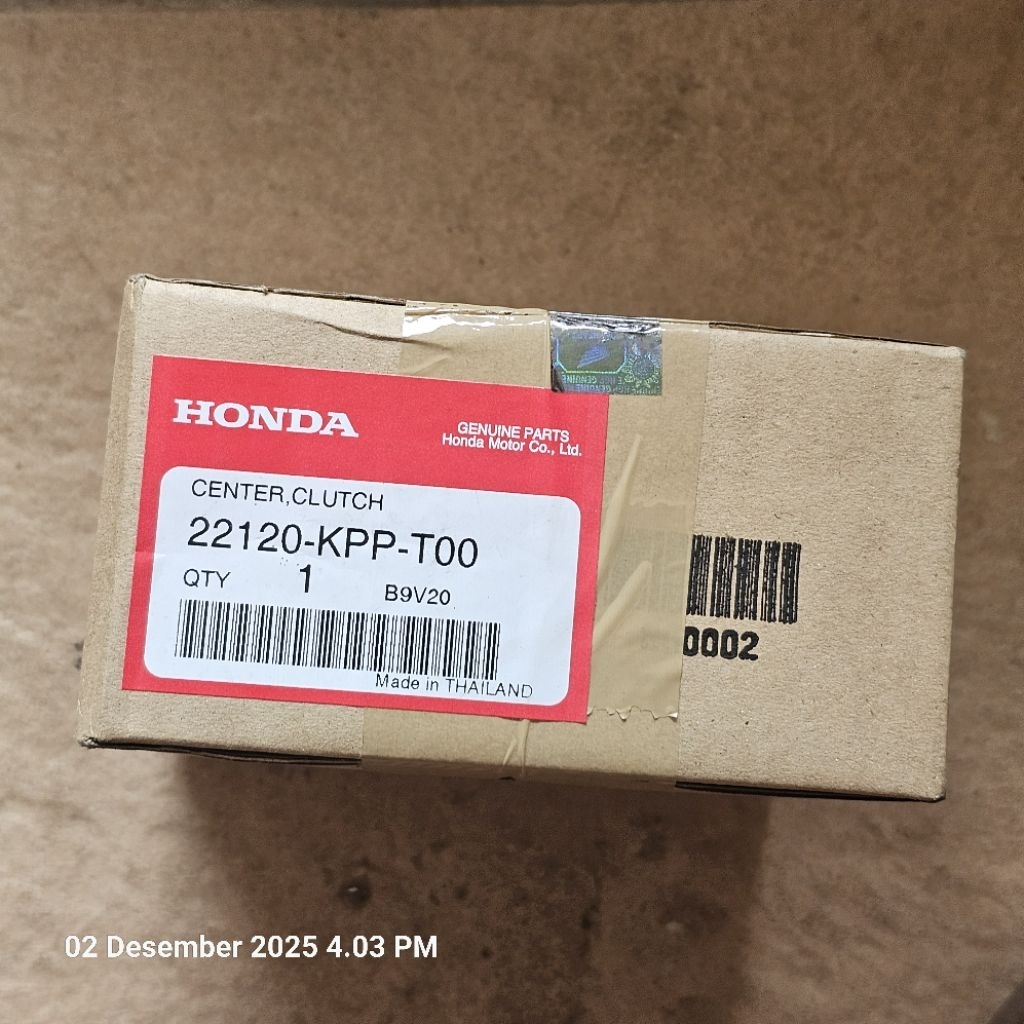 HONDA
GENUINE PARTS
Honda Motor Co., Ltd.
CENTER,CLUTCH
22120-KPP-T00
QTY 1 B9V20
Made in THAILAND
0002
02 Desember 2025 4.03 PM